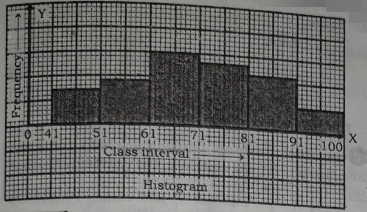 Y
Frequency
0 41 51 61 71 81 91 100 X
Class interval
Histogram